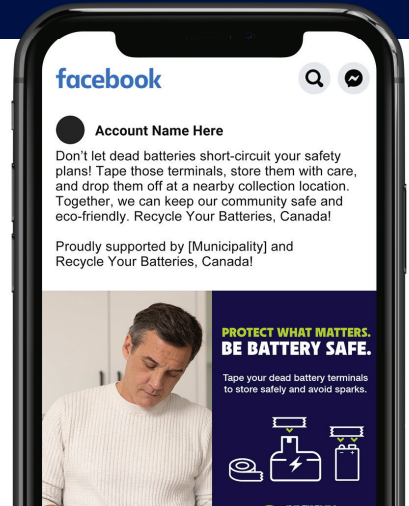 facebook
Account Name Here
Don’t let dead batteries short-circuit your safety
plans! Tape those terminals, store them with care,
and drop them off at a nearby collection location.
Together, we can keep our community safe and
eco-friendly. Recycle Your Batteries, Canada!
Proudly supported by [Municipality] and
Recycle Your Batteries, Canada!
PROTECT WHAT MATTERS.
BE BATTERY SAFE.
Tape your dead battery terminals
to store safely and avoid sparks.